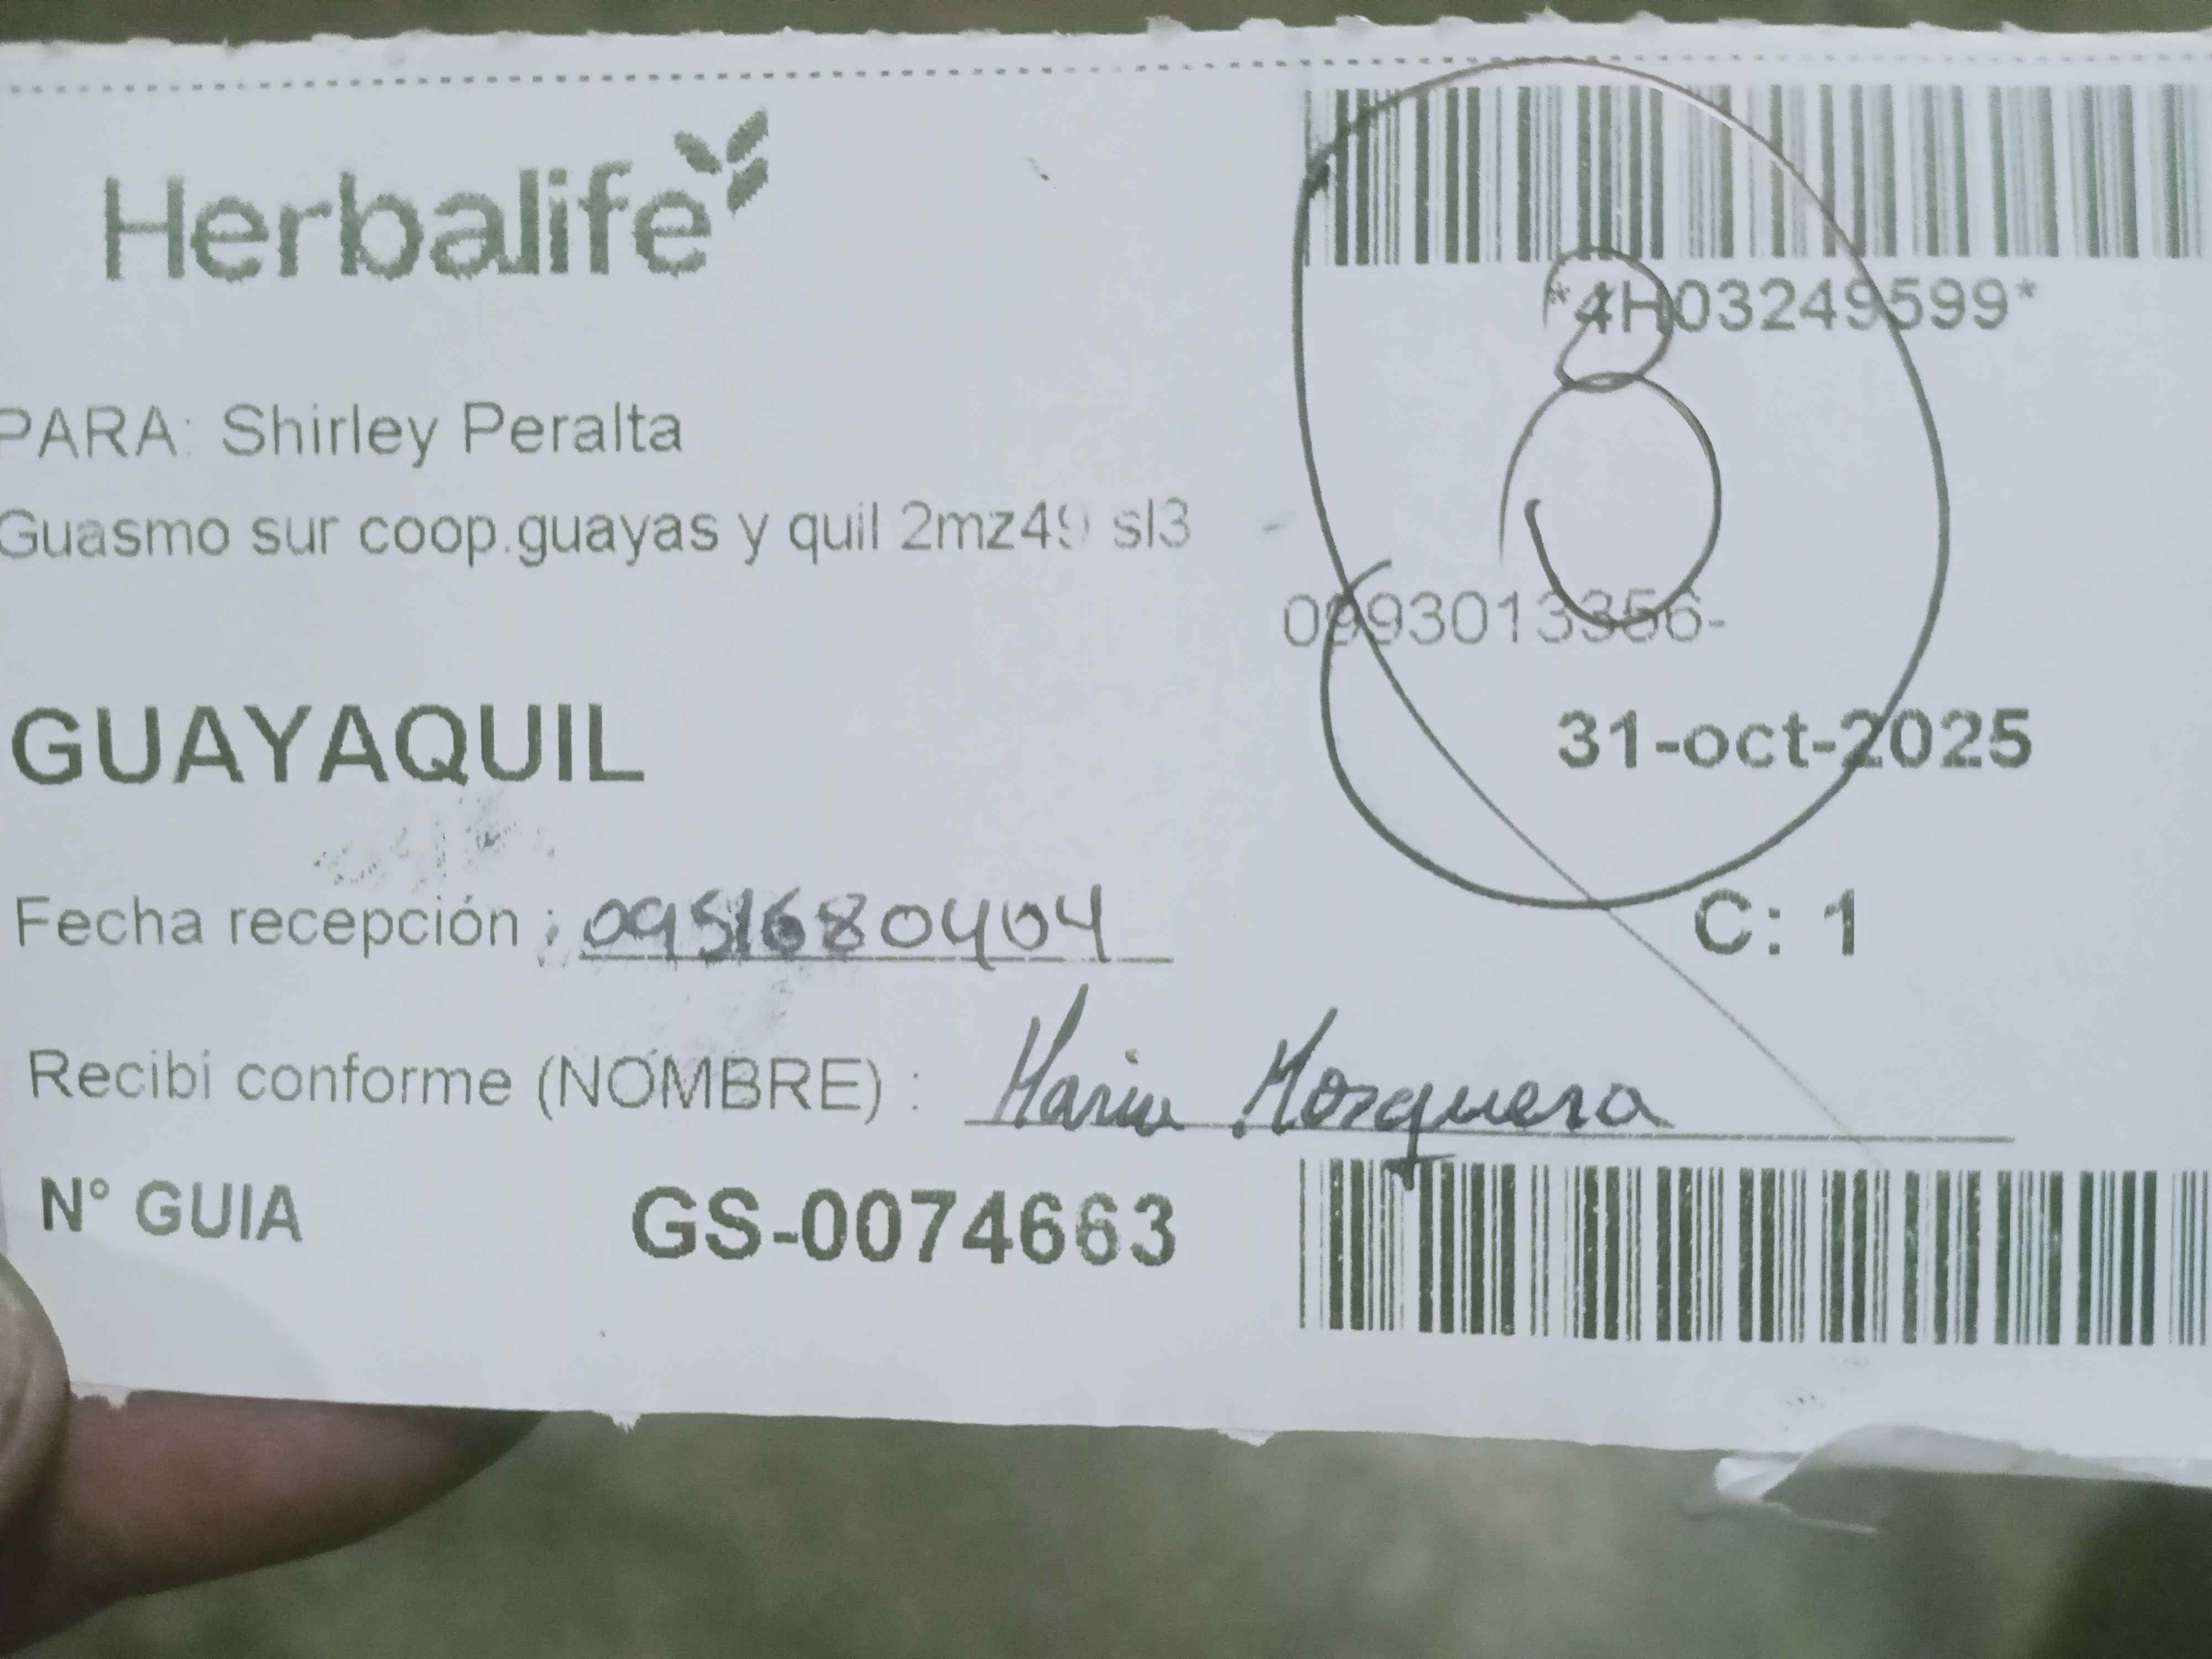 Herbalife
*4H03249599*
8
PARA: Shirley Peralta
Guasmo sur coop.guayas y quil 2mz49 sl3 -
0993013356-
GUAYAQUIL
31-oct-2025
Fecha recepción : 0951680404
C: 1
Recibi conforme (NOMBRE) : Maria Mosquera
N° GUIA GS-0074663